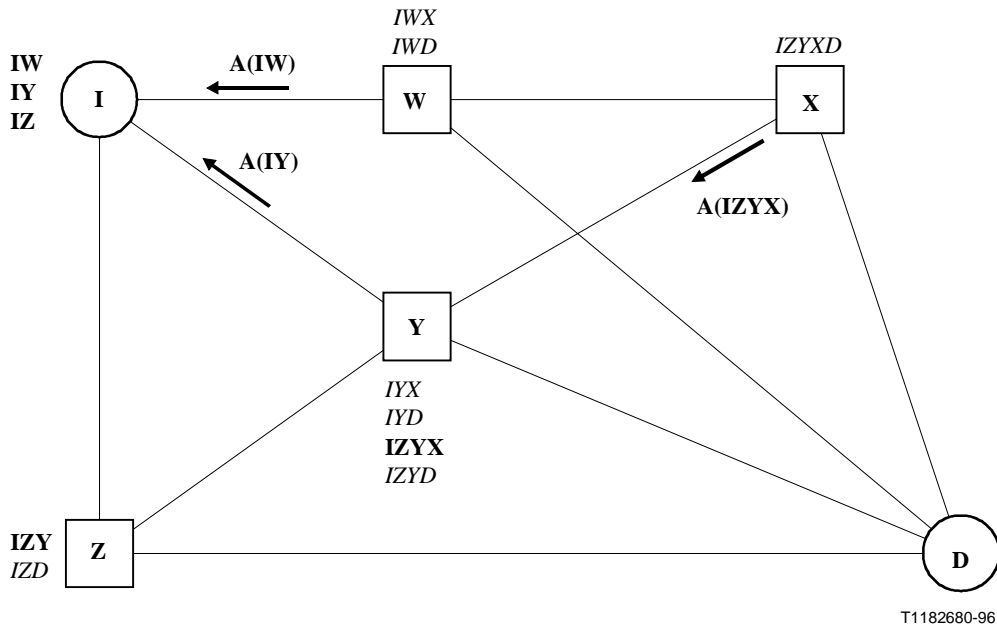 IWX
IWD
IZYXD
IW
IY
IZ
I
A(IW)
W
X
A(IY)
A(IZYX)
Y
IYX
IYD
IZYX
IZYD
IZY
IZD
Z
D
T1182680-96